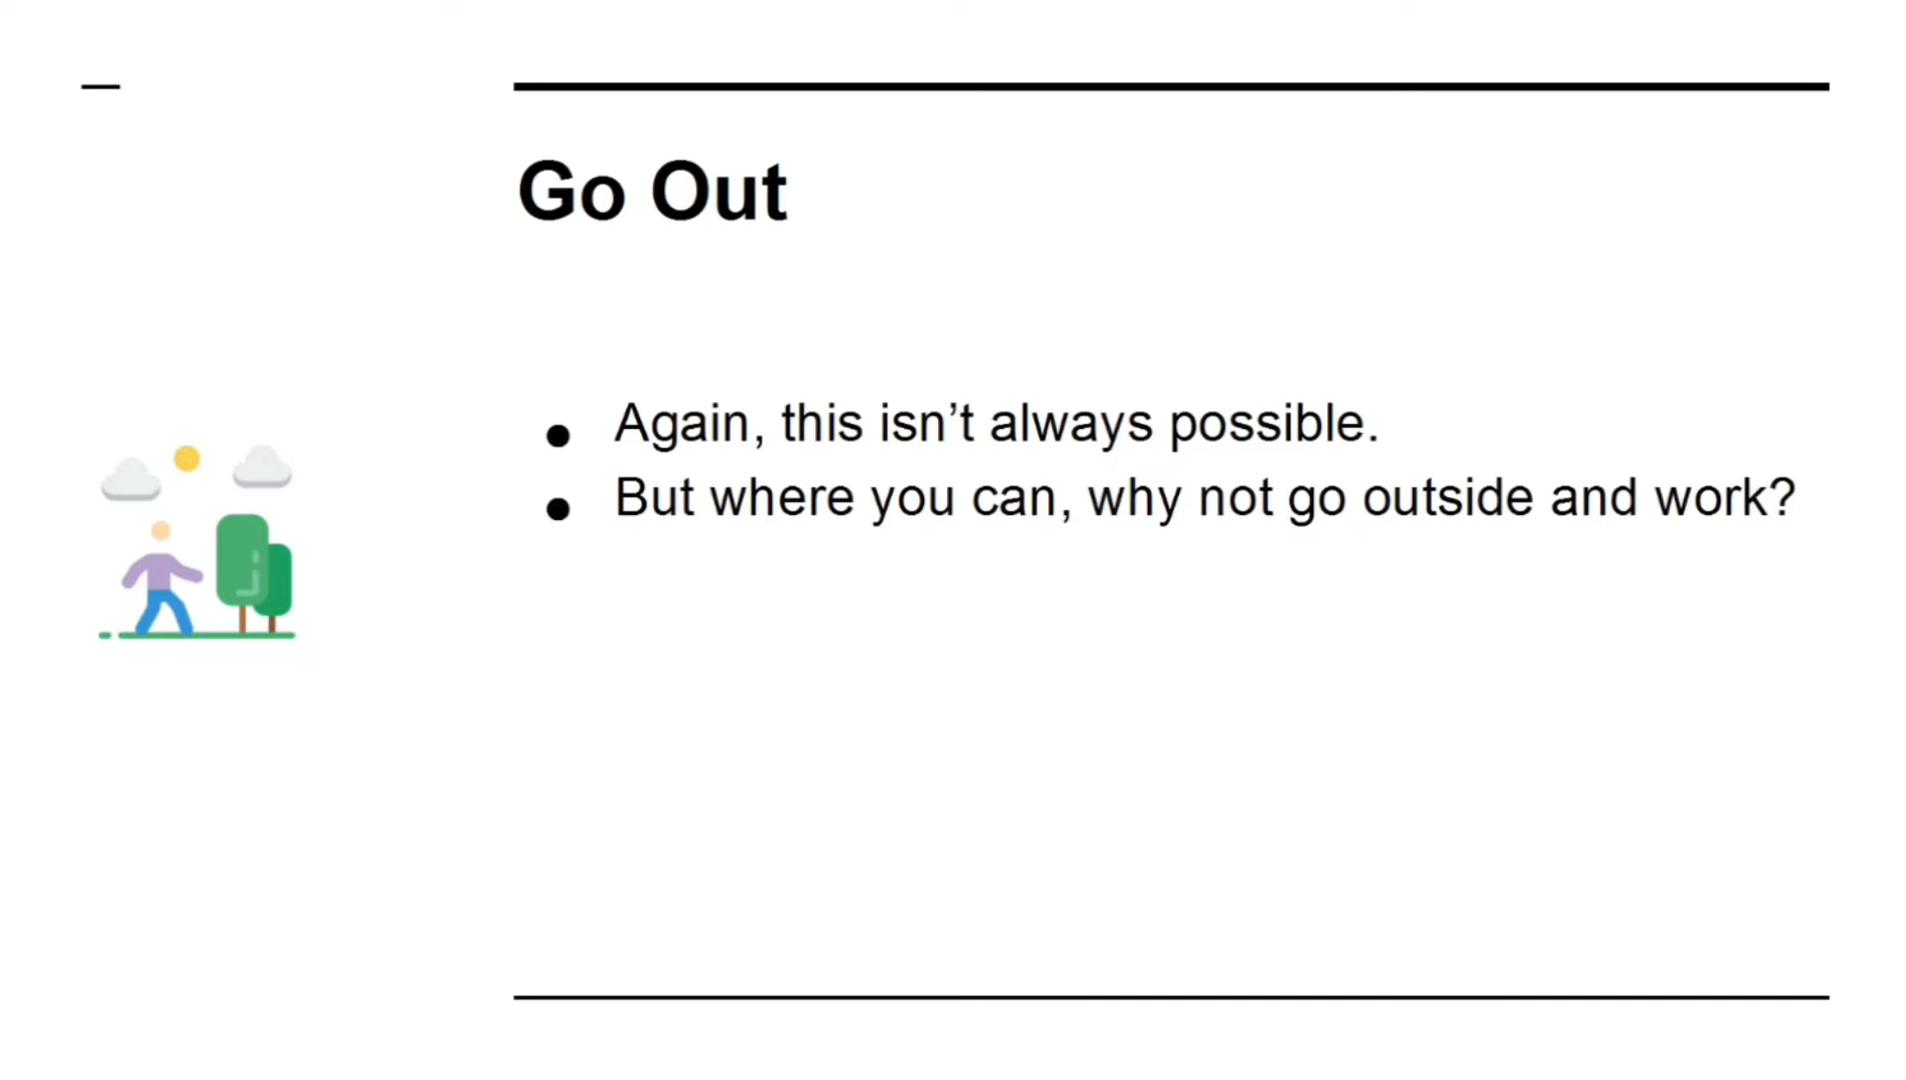 Go Out
● Again, this isn’t always possible.
● But where you can, why not go outside and work?